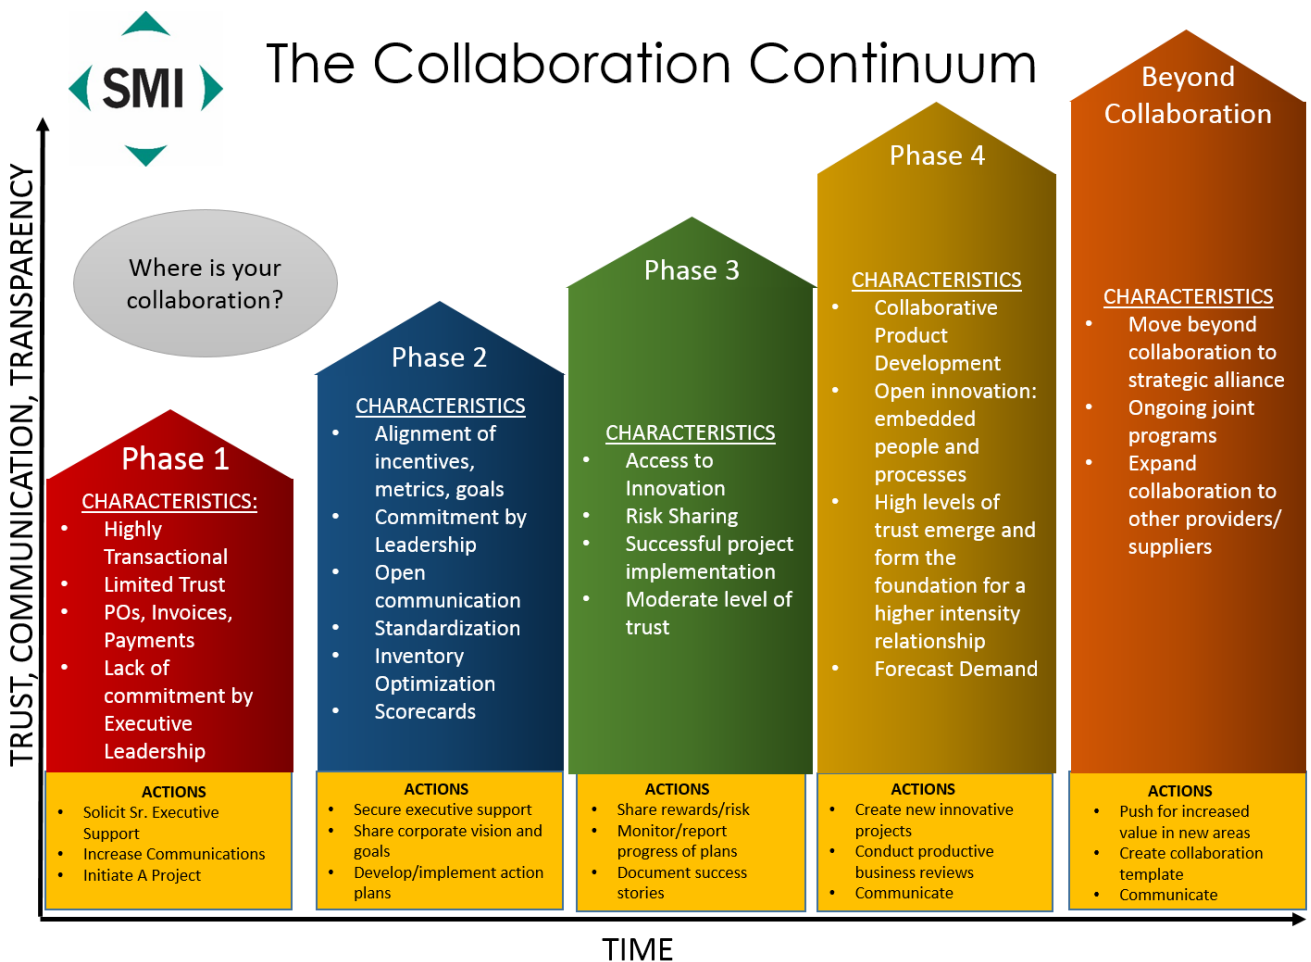 SMI
The Collaboration Continuum
TRUST, COMMUNICATION, TRANSPARENCY
Where is your
collaboration?
Phase 1
CHARACTERISTICS:
• Highly
Transactional
• Limited Trust
• POs, Invoices,
Payments
• Lack of
commitment by
Executive
Leadership
ACTIONS
• Solicit Sr. Executive
Support
• Increase Communications
• Initiate A Project
Phase 2
CHARACTERISTICS
• Alignment of
incentives,
metrics, goals
• Commitment by
Leadership
• Open
communication
• Standardization
• Inventory
Optimization
• Scorecards
ACTIONS
• Secure executive support
• Share corporate vision and
goals
• Develop/implement action
plans
Phase 3
CHARACTERISTICS
• Access to
Innovation
• Risk Sharing
• Successful project
implementation
• Moderate level of
trust
ACTIONS
• Share rewards/risk
• Monitor/report
progress of plans
• Document success
stories
Phase 4
CHARACTERISTICS
• Collaborative
Product
Development
• Open innovation:
embedded
people and
processes
• High levels of
trust emerge and
form the
foundation for a
higher intensity
relationship
• Forecast Demand
ACTIONS
• Create new innovative
projects
• Conduct productive
business reviews
• Communicate
Beyond
Collaboration
CHARACTERISTICS
• Move beyond
collaboration to
strategic alliance
• Ongoing joint
programs
• Expand
collaboration to
other providers/
suppliers
ACTIONS
• Push for increased
value in new areas
• Create collaboration
template
• Communicate
TIME